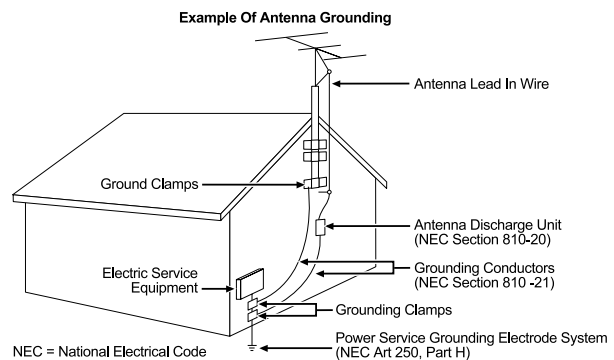 Example Of Antenna Grounding
Antenna Lead In Wire
Ground Clamps
Antenna Discharge Unit
(NEC Section 810-20)
Electric Service
Equipment
Grounding Conductors
(NEC Section 810 -21)
Grounding Clamps
Power Service Grounding Electrode System
(NEC Art 250, Part H)
NEC = National Electrical Code